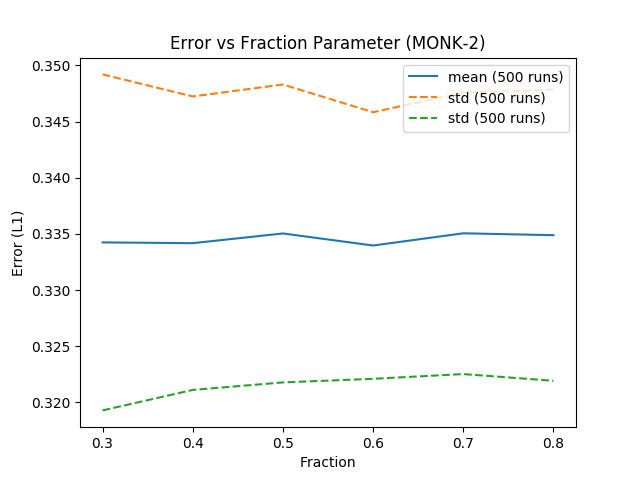 Error vs Fraction Parameter (MONK-2)
mean (500 runs)
std (500 runs)
std (500 runs)
Error (L1)
0.350
0.345
0.340
0.335
0.330
0.325
0.320
0.3 0.4 0.5 0.6 0.7 0.8
Fraction